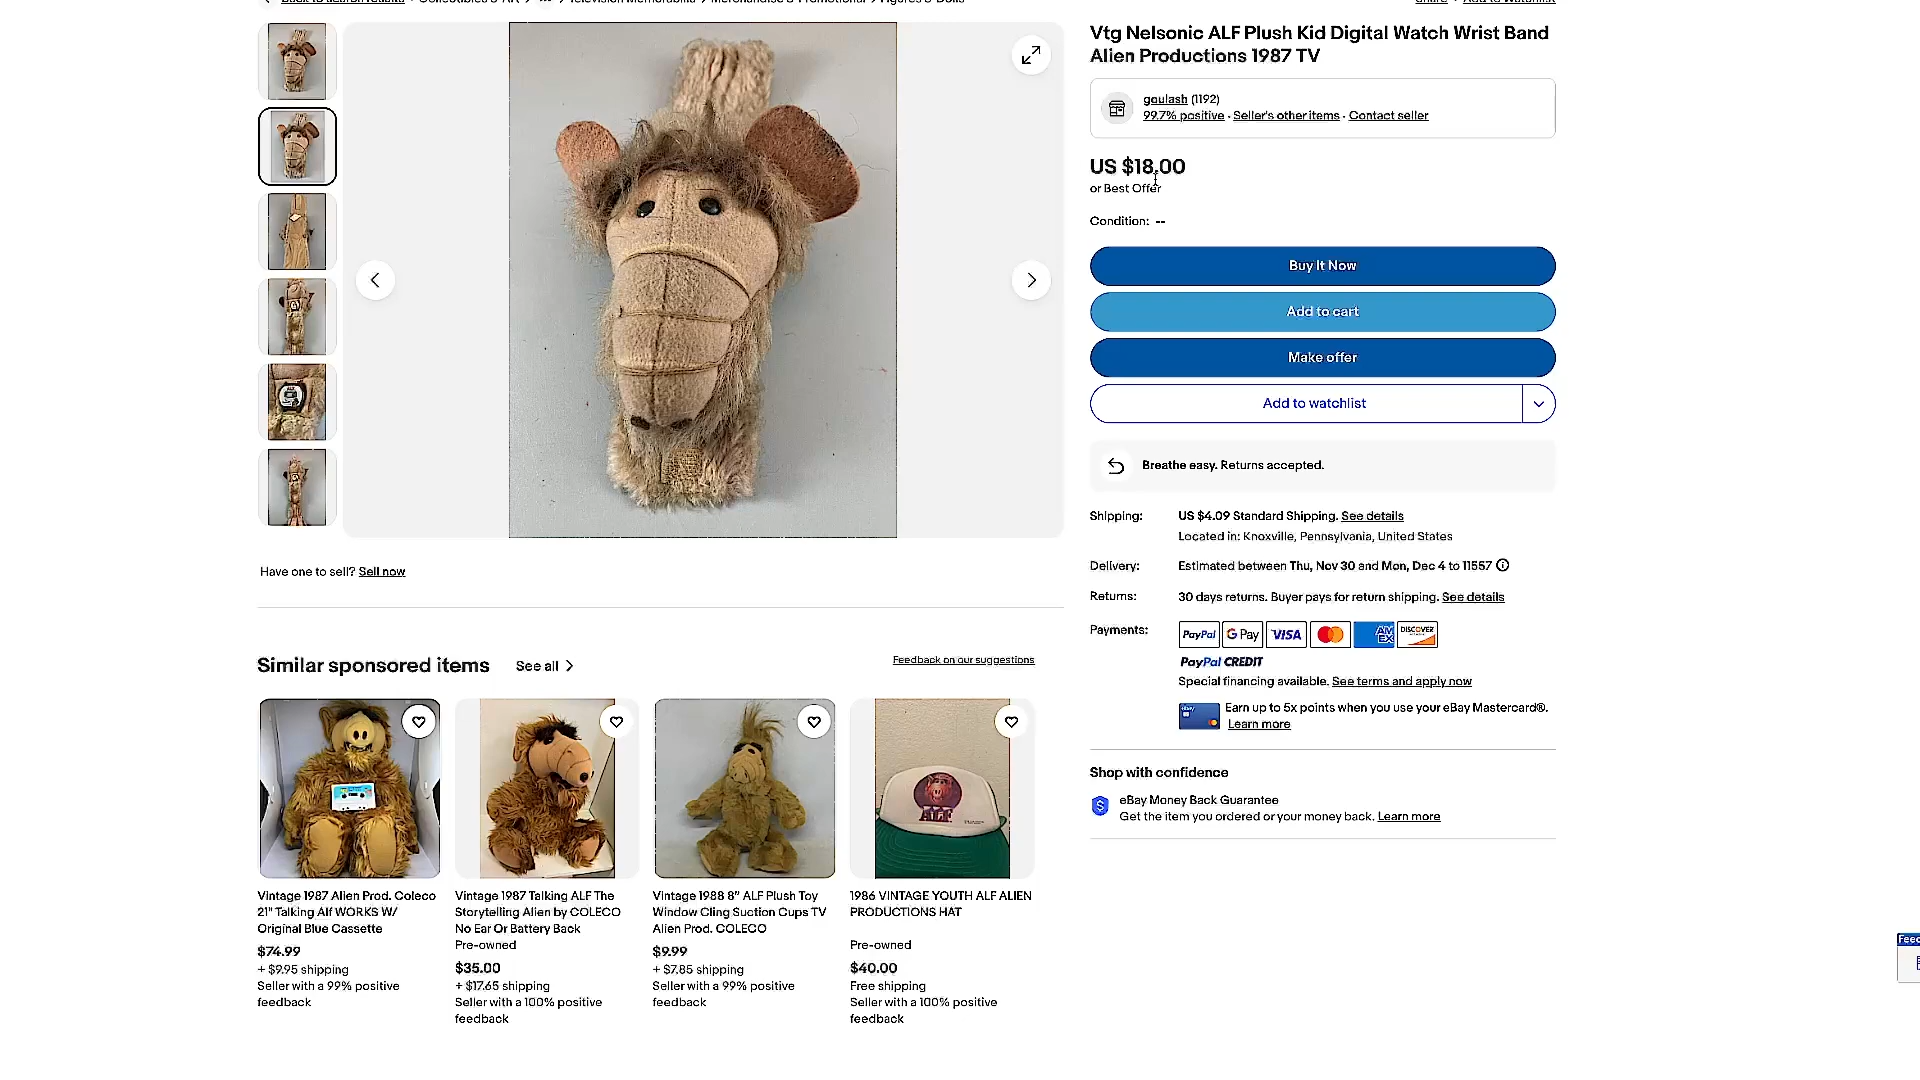 Vtg Nelsonic ALF Plush Kid Digital Watch Wrist Band
Alien Productions 1987 TV
goulash (1192)
99.7% positive · Seller's other items · Contact seller
US $18.00
or Best Offer
Condition: --
Buy It Now
Add to cart
Make offer
Add to watchlist
Breathe easy. Returns accepted.
Shipping: US $4.09 Standard Shipping. See details
Located in: Knoxville, Pennsylvania, United States
Delivery: Estimated between Thu, Nov 30 and Mon, Dec 4 to 11557
Returns: 30 days returns. Buyer pays for return shipping. See details
Payments: PayPal G Pay VISA AM EX DISCOVER
PayPal CREDIT
Special financing available. See terms and apply now
Earn up to 5x points when you use your eBay Mastercard®.
Learn more
Shop with confidence
eBay Money Back Guarantee
Get the item you ordered or your money back. Learn more
Have one to sell? Sell now
Similar sponsored items See all
Feedback on our suggestions
Vintage 1987 Alien Prod. Coleco
21" Talking Alf WORKS W/
Original Blue Cassette
$74.99
+ $9.95 shipping
Seller with a 99% positive
feedback
Vintage 1987 Talking ALF The
Storytelling Alien by COLECO
No Ear Or Battery Back
Pre-owned
$35.00
+ $17.65 shipping
Seller with a 100% positive
feedback
Vintage 1988 8" ALF Plush Toy
Window Cling Suction Cups TV
Alien Prod. COLECO
$9.99
+ $7.85 shipping
Seller with a 99% positive
feedback
ALF
1986 VINTAGE YOUTH ALF ALIEN
PRODUCTIONS HAT
Pre-owned
$40.00
Free shipping
Seller with a 100% positive
feedback